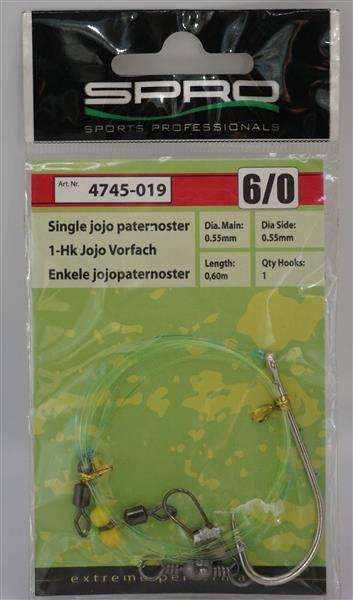 SPRO
SPORTS PROFESSIONALS
Art. Nr. 4745-019 6/0
Single jojo paternoster
1-Hk Jojo Vorfach
Enkele jojopaternoster
Dia. Main: Dia Side:
0.55mm 0.55mm
Length: Qty Hooks:
0,60m 1
extreme